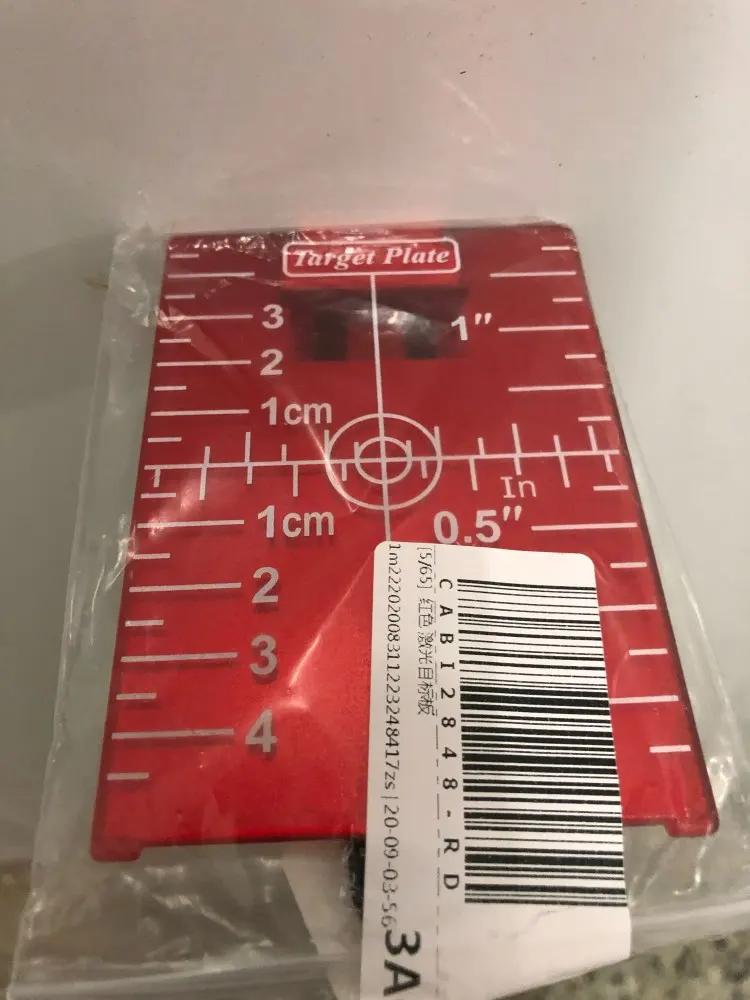 Target Plate
3
1"
2
1cm
In
1cm
0.5"
2
3
4
CABI2848-RD
[5/65] 红色 激光目标板
1m22202008311223248417zs | 20-09-03-56
3A